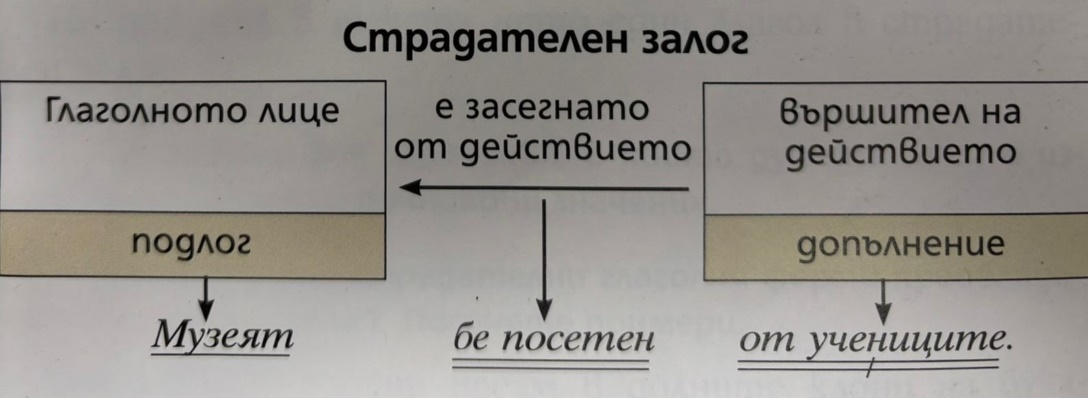 Страдателен залог
Глаголното лице
е засегнато
от действието
вършител на
действието
подлог
допълнение
Музеят
бе посетен
от учениците.